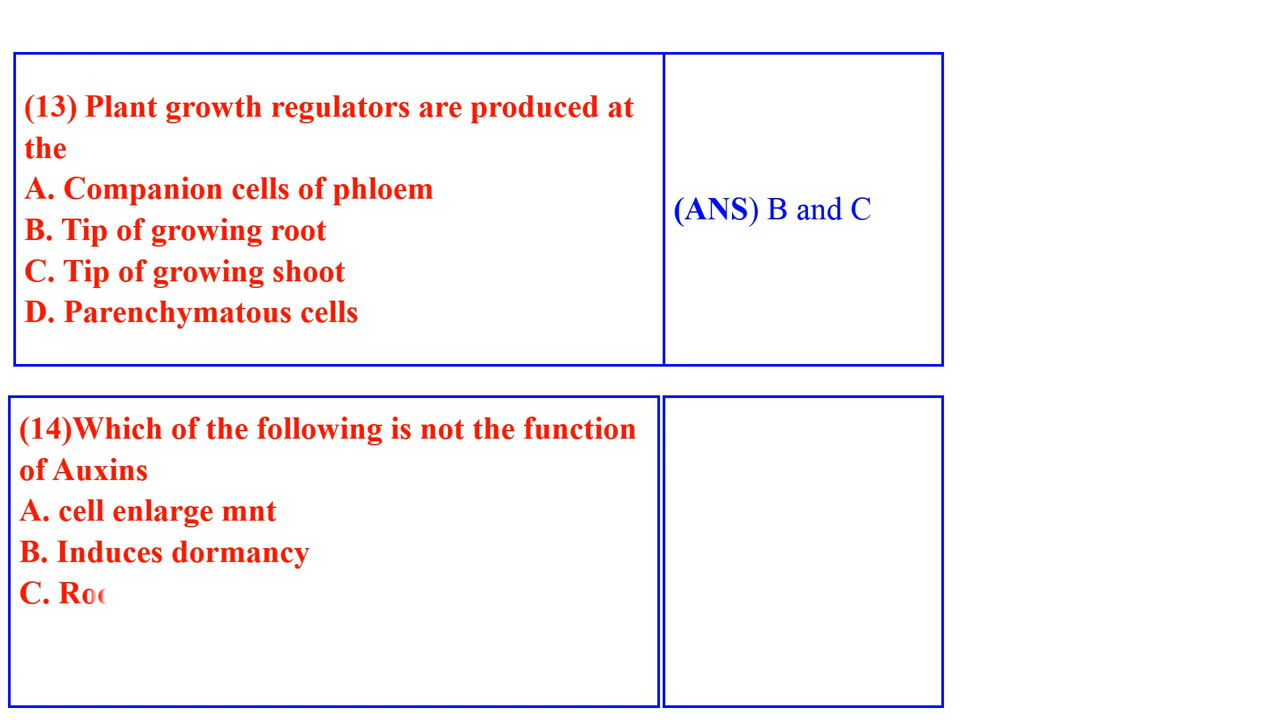 (13) Plant growth regulators are produced at
the
A. Companion cells of phloem
B. Tip of growing root
C. Tip of growing shoot
D. Parenchymatous cells
(ANS) B and C
(14)Which of the following is not the function
of Auxins
A. cell enlarge mnt
B. Induces dormancy
C.